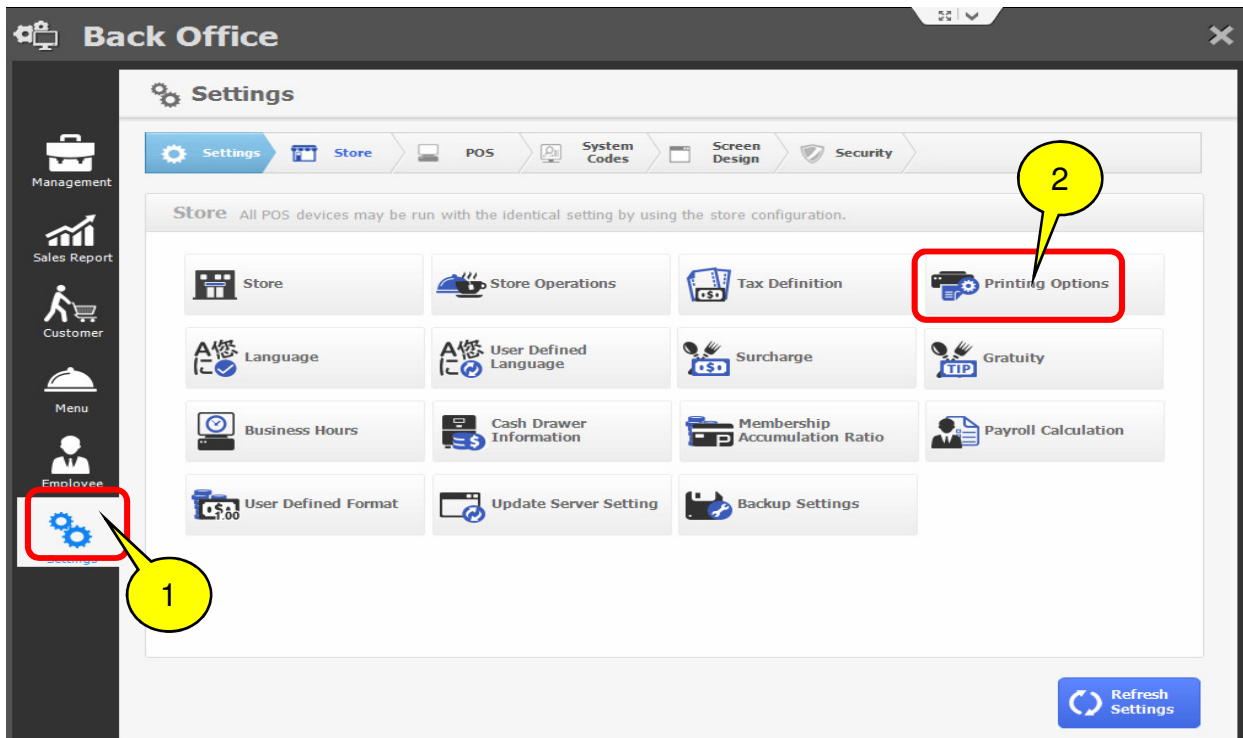 Back Office
Settings
Management
Sales Report
Customer
Menu
Employee
Settings
Settings
Store
POS
System
Codes
Screen
Design
Security
2
Store All POS devices may be run with the identical setting by using the store configuration.
Store
Store Operations
Tax Definition
Printing Options
Language
User Defined
Language
Surcharge
TIP
Gratuity
Business Hours
Cash Drawer
Information
P
Membership
Accumulation Ratio
Payroll Calculation
User Defined Format
Update Server Setting
Backup Settings
1
Refresh
Settings